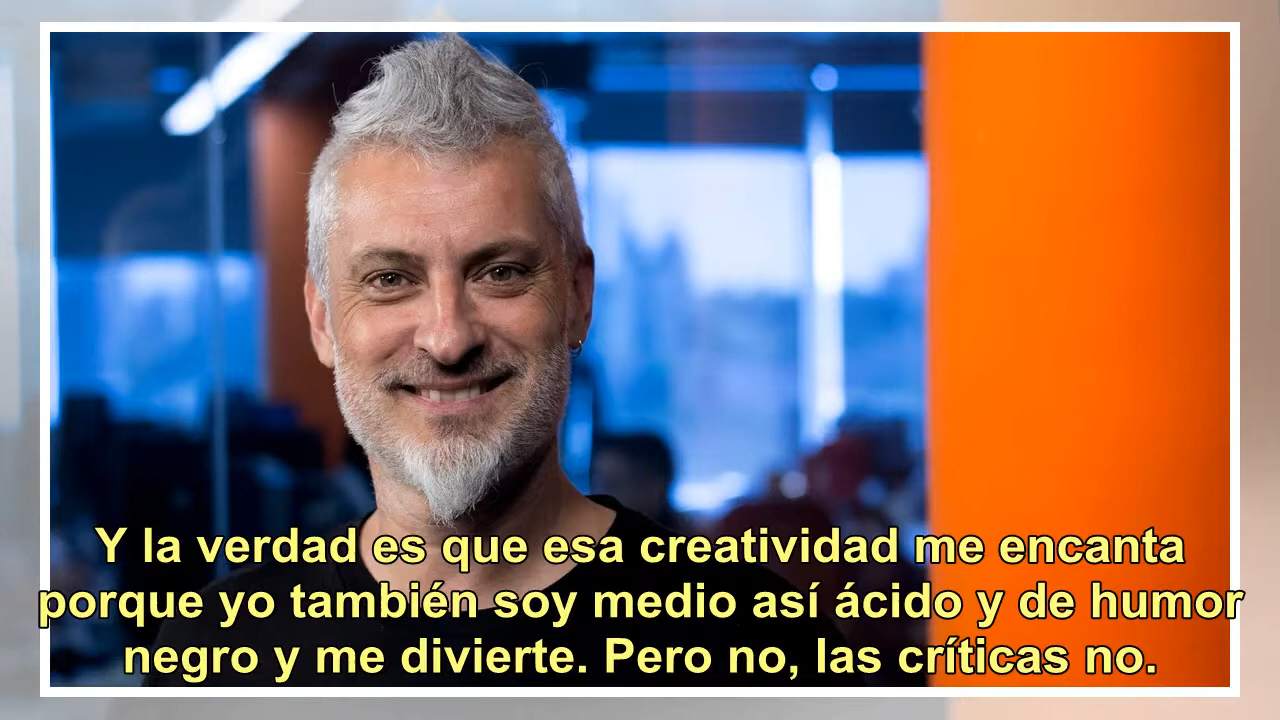 Y la verdad es que esa creatividad me encanta
porque yo también soy medio así ácido y de humor
negro y me divierte. Pero no, las críticas no.